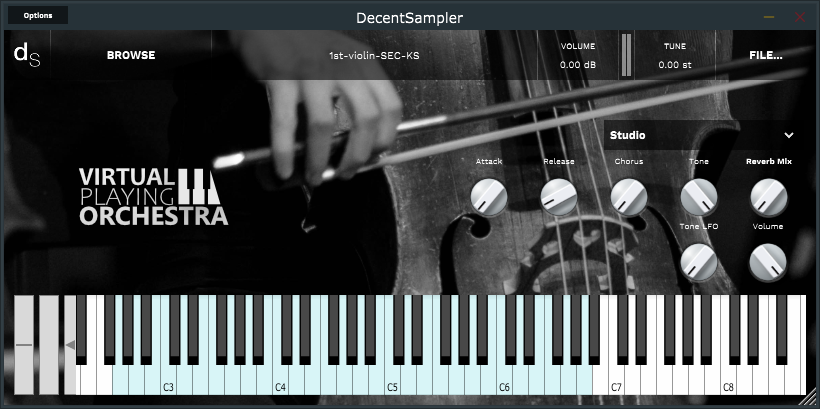 Options
DecentSampler
dS
BROWSE
1st-violin-SEC-KS
VOLUME
0.00 dB
TUNE
0.00 st
FILE...
Studio
Attack
Release
Chorus
Tone
Reverb Mix
VIRTUAL
PLAYING
ORCHESTRA
Tone LFO
Volume
C3
C4
C5
C6
C7
C8